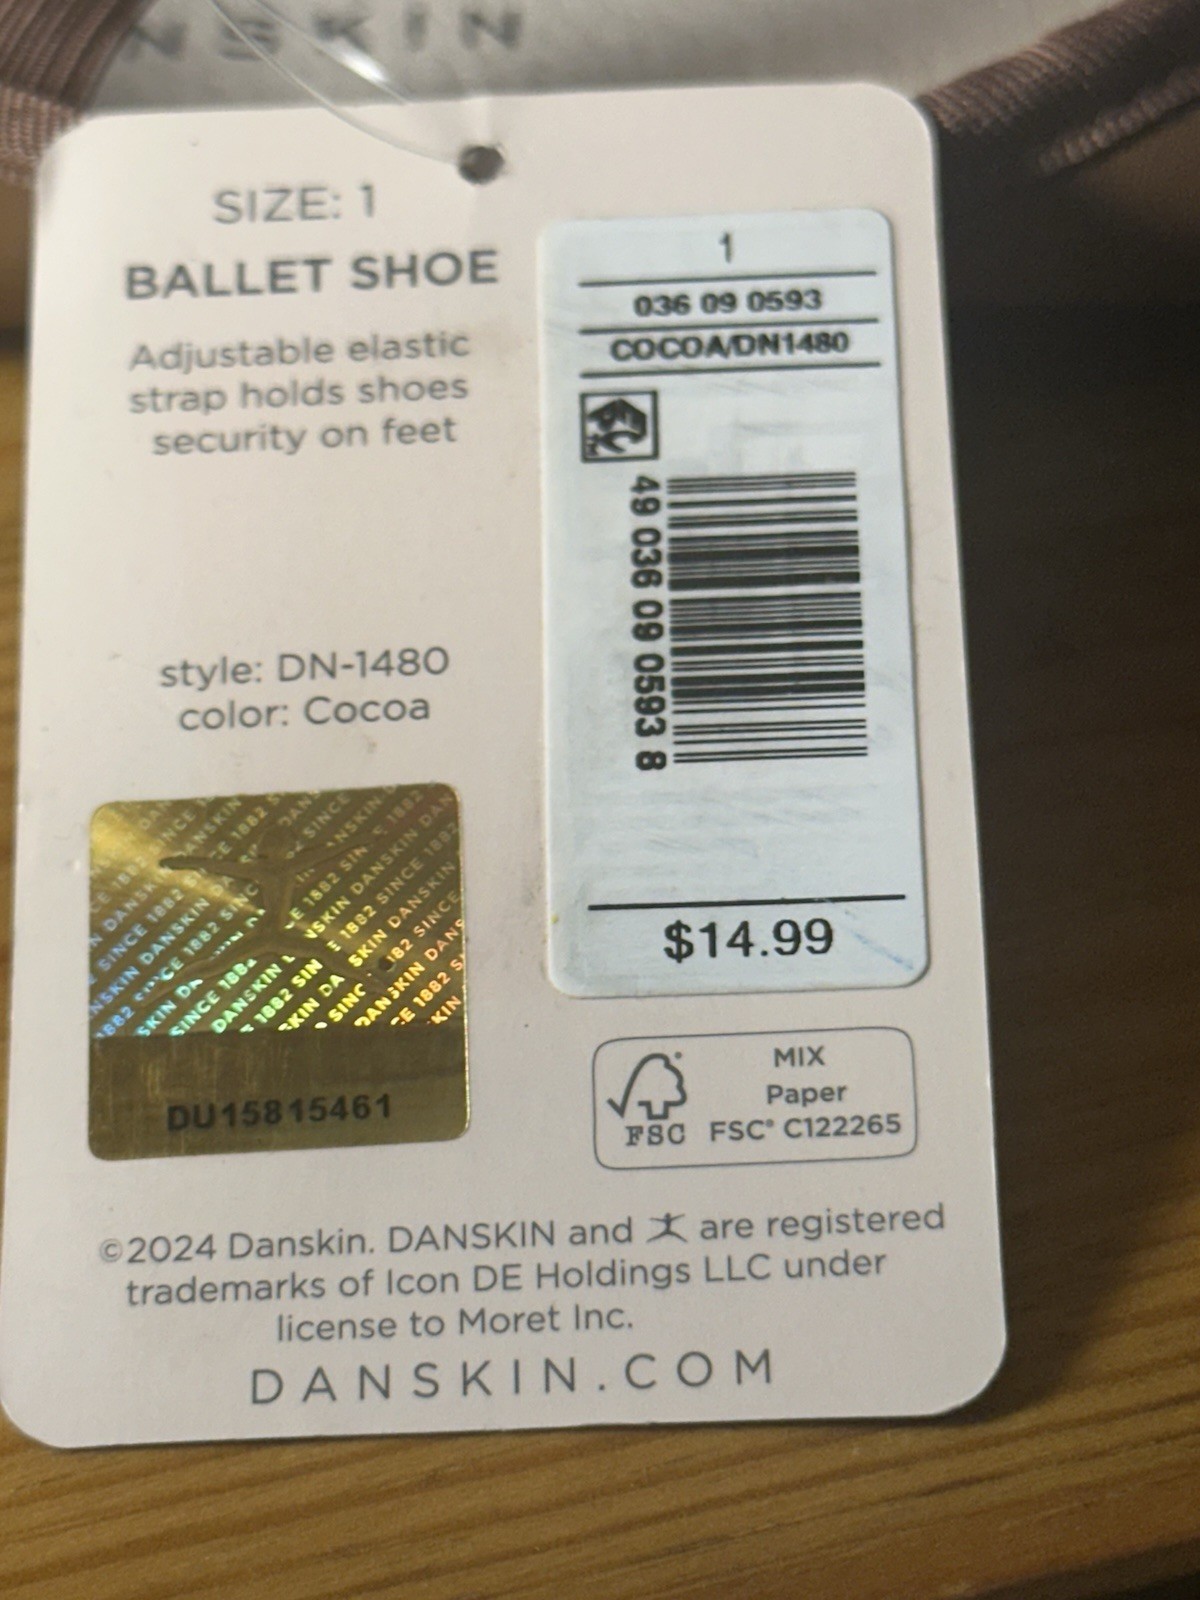 NSKIN
SIZE: 1
BALLET SHOE
Adjustable elastic
strap holds shoes
security on feet
style: DN-1480
color: Cocoa
DU15815461
1
036 09 0593
COCOA/DN1480
49 036 09 0593 8
$14.99
MIX
Paper
FSC
FSC® C122265
©2024 Danskin. DANSKIN and are registered
trademarks of Icon DE Holdings LLC under
license to Moret Inc.
DANSKIN.COM